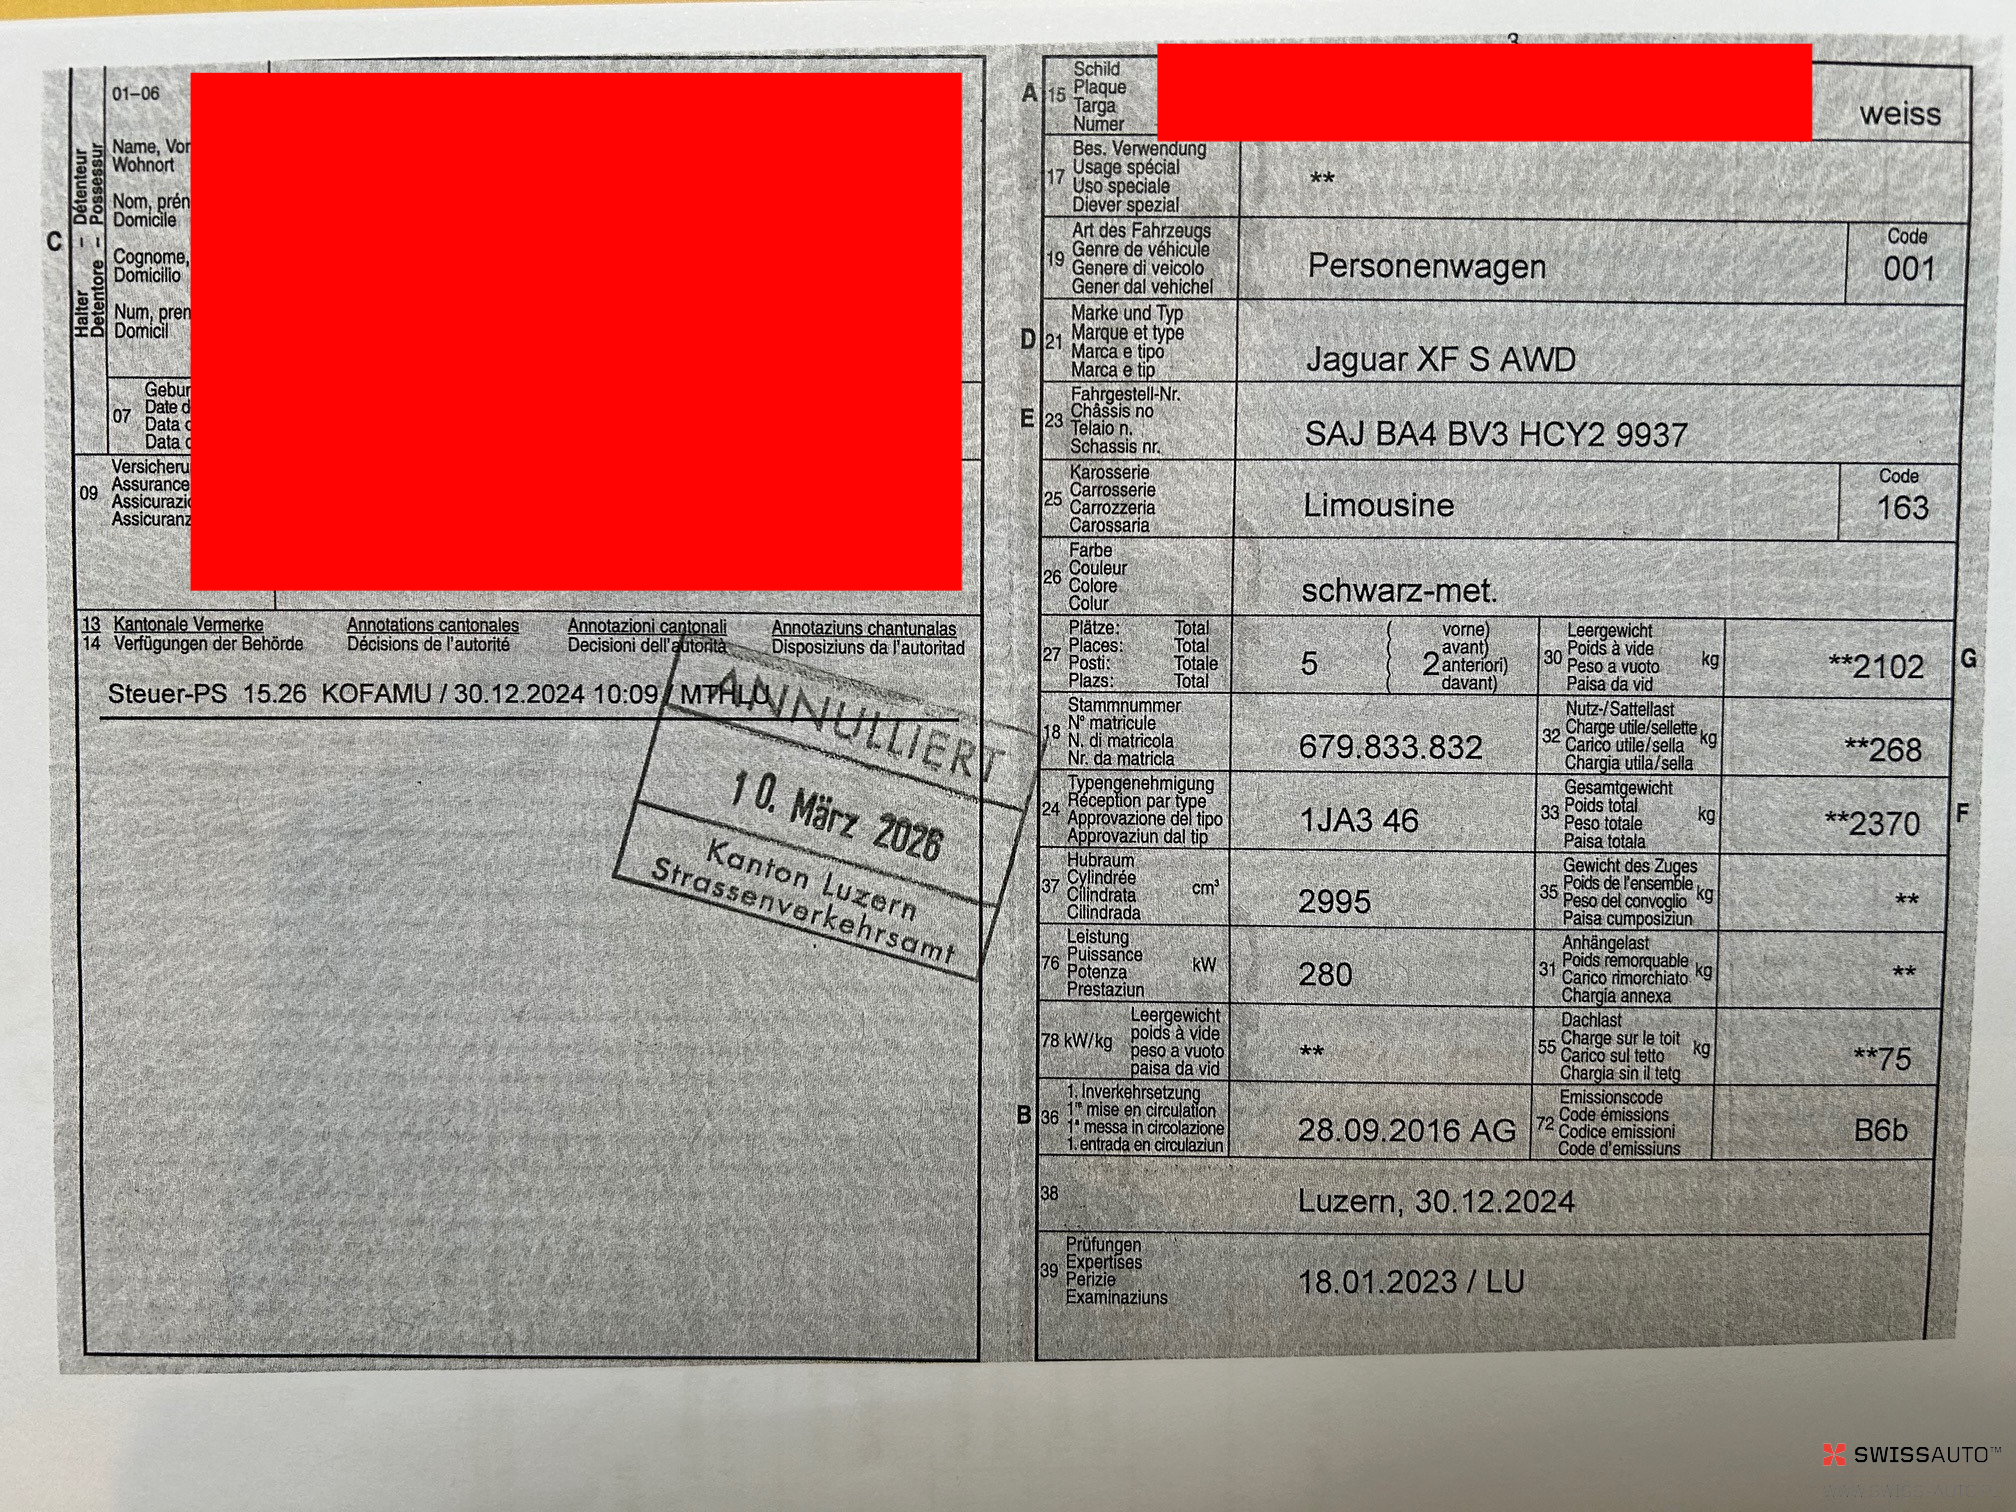 01-06
Name, Vor
Wohnort
Nom, prén
Domicile
Cognome,
Domicilio
Num, pren
Domicil
C
Halter – Détenteur
Detentore – Possessur
07
Gebur
Date d
Data d
Data d
09
Versicheru
Assurance
Assicurazi
Assicuranz
13 Kantonale Vermerke Annotations cantonales Annotazioni cantonali Annotaziuns chantunalas
14 Verfügungen der Behörde Décisions de l'autorité Decisioni dell'autorità Disposiziuns da l'autoritad
Steuer-PS 15.26 KOFAMU / 30.12.2024 10:09 / MTHLU
ANNULLIERT
10. März 2026
Kanton Luzern
Strassenverkehrsamt
3
A 15 Schild
Plaque
Targa
Numer
weiss
17 Bes. Verwendung
Usage spécial
Uso speciale
Diever spezial
**
19 Art des Fahrzeugs
Genre de véhicule
Genere di veicolo
Gener dal vehichel
Personenwagen
Code
001
D 21 Marke und Typ
Marque et type
Marca e tipo
Marca e tip
Jaguar XF S AWD
E 23 Fahrgestell-Nr.
Châssis no
Telaio n.
Schassis nr.
SAJ BA4 BV3 HCY2 9937
25 Karosserie
Carrosserie
Carrozzeria
Carossaria
Limousine
Code
163
26 Farbe
Couleur
Colore
Colur
schwarz-met.
27 Plätze: Total
Places: Total
Posti: Totale
Plazs: Total
5 ( 2 vorne)
avant)
anteriori)
davant)
30 Leergewicht
Poids à vide
Peso a vuoto
Paisa da vid
kg
**2102
G
18 Stammnummer
N° matricule
N. di matricola
Nr. da matricla
679.833.832
32 Nutz-/Sattellast
Charge utile/sellette
Carico utile/sella
Chargia utila/sella
kg
**268
24 Typengenehmigung
Réception par type
Approvazione del tipo
Approvaziun dal tip
1JA3 46
33 Gesamtgewicht
Poids total
Peso totale
Paisa totala
kg
**2370
F
37 Hubraum
Cylindrée
Cilindrata
Cilindrada
cm³
2995
35 Gewicht des Zuges
Poids de l'ensemble
Peso del convoglio
Paisa cumposiziun
kg
**
76 Leistung
Puissance
Potenza
Prestaziun
kW
280
31 Anhängelast
Poids remorquable
Carico rimorchiato
Chargia annexa
kg
**
78 kW/kg Leergewicht
poids à vide
peso a vuoto
paisa da vid
**
55 Dachlast
Charge sur le toit
Carico sul tetto
Chargia sin il tetg
kg
**75
B 36 1. Inverkehrsetzung
1re mise en circulation
1a messa in circolazione
1. entrada en circulaziun
28.09.2016 AG
72 Emissionscode
Code émissions
Codice emissioni
Code d'emissiuns
B6b
38
Luzern, 30.12.2024
39 Prüfungen
Expertises
Perizie
Examinaziuns
18.01.2023 / LU
SWISSAUTO™